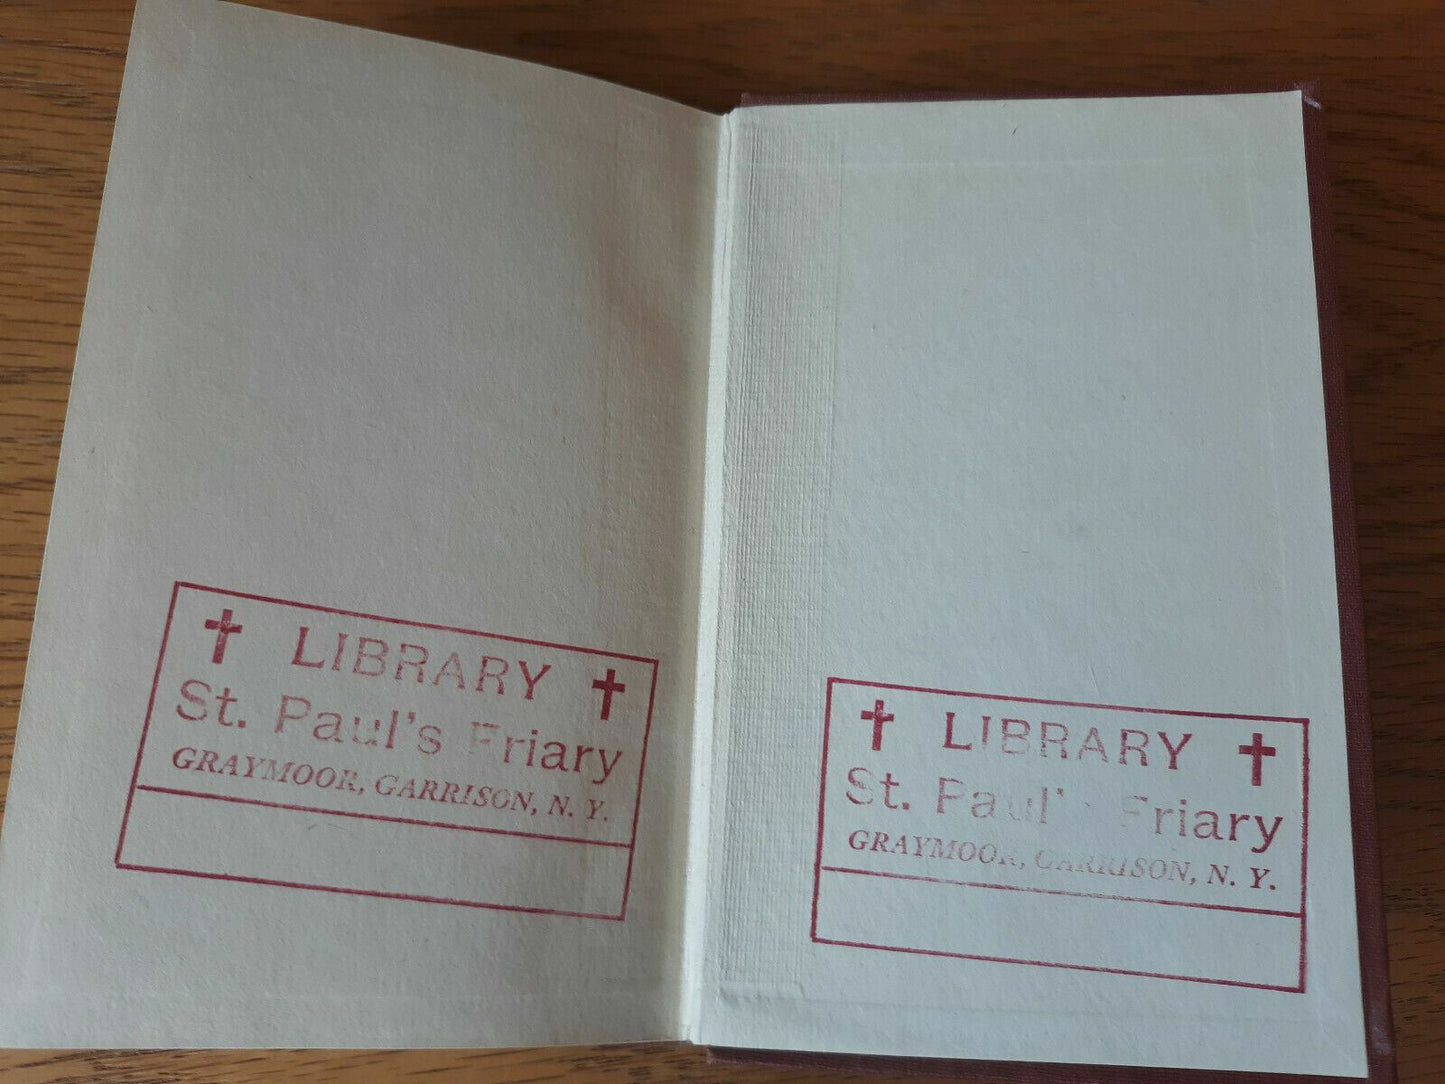 ✝ LIBRARY ✝
St. Paul's Friary
GRAYMOOR, GARRISON, N. Y.
✝ LIBRARY ✝
St. Paul's Friary
GRAYMOOR, GARRISON, N. Y.